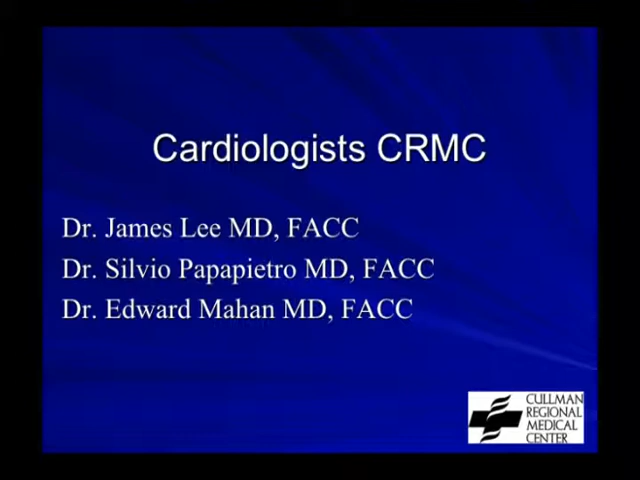 Cardiologists CRMC
Dr. James Lee MD, FACC
Dr. Silvio Papapietro MD, FACC
Dr. Edward Mahan MD, FACC
CULLMAN
REGIONAL
MEDICAL
CENTER